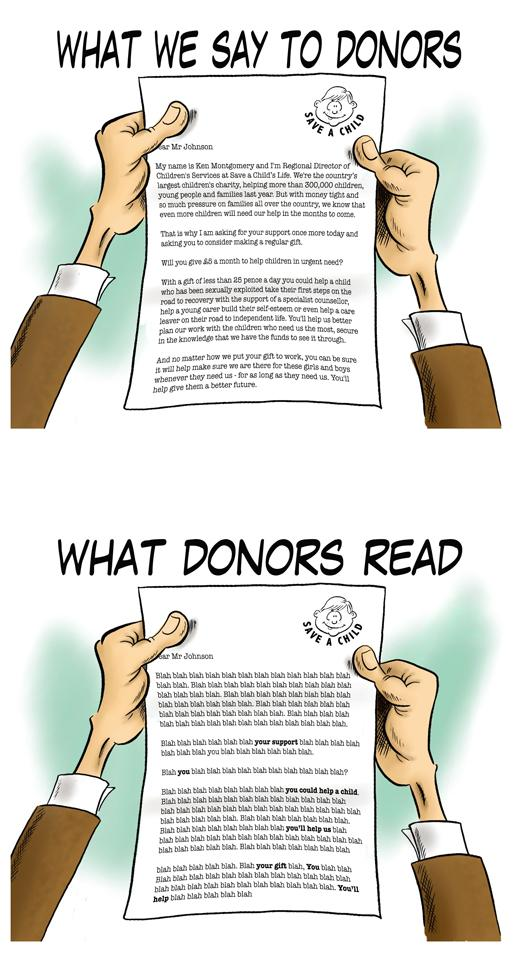 WHAT WE SAY TO DONORS
SAVE A CHILD
ear Mr Johnson
My name is Ken Montgomery and I'm Regional Director of
Children's Services at Save a Child's Life. We're the country's
largest children's charity, helping more than 300,000 children,
young people and families last year. But with money tight and
so much pressure on families all over the country, we know that
even more children will need our help in the months to come.
That is why I am asking for your support once more today and
asking you to consider making a regular gift.
Will you give £5 a month to help children in urgent need?
With a gift of less than 25 pence a day you could help a child
who has been sexually exploited take their first steps on the
road to recovery with the support of a specialist counsellor,
help a young carer build their self-esteem or even help a care
leaver on their road to independent life. You'll help us better
plan our work with the children who need us the most, secure
in the knowledge that we have the funds to see it through.
And no matter how we put your gift to work, you can be sure
it will help make sure we are there for these girls and boys
whenever they need us - for as long as they need us. You'll
help give them a better future.
WHAT DONORS READ
SAVE A CHILD
ear Mr Johnson
Blah blah blah blah blah blah blah blah blah blah blah blah
blah blah. Blah blah blah blah blah blah blah blah blah blah
blah blah blah blah. Blah blah blah blah blah blah blah blah
blah blah blah blah blah blah. Blah blah blah blah blah blah
blah blah blah blah blah blah blah blah. Blah blah blah blah
blah blah blah blah blah blah blah blah blah blah blah blah.
Blah blah blah blah blah blah your support blah blah blah blah
blah blah blah you blah blah blah blah blah blah.
Blah you blah blah blah blah blah blah blah blah blah?
Blah blah blah blah blah blah blah blah you could help a child.
Blah blah blah blah blah blah blah blah blah blah blah
blah blah blah blah blah blah blah blah blah blah blah blah
blah blah blah blah blah. Blah blah blah blah blah blah
Blah blah blah blah blah blah blah blah you'll help us blah
blah blah blah blah blah blah blah blah blah blah blah blah
blah blah blah blah blah. Blah blah blah blah blah blah blah
blah blah blah blah blah. Blah your gift blah, You blah blah
Blah blah blah blah blah blah blah blah blah blah blah blah
blah blah blah blah blah blah blah blah blah blah blah. You'll
help blah blah blah blah blah